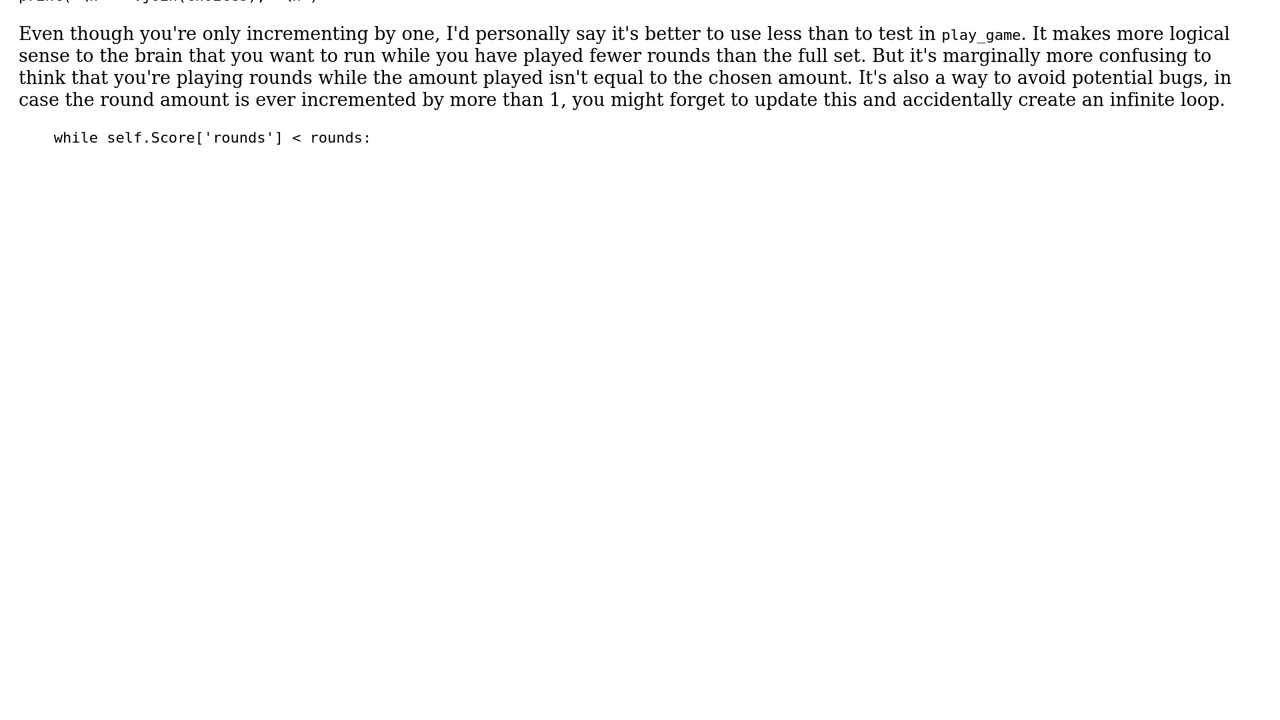 Even though you're only incrementing by one, I'd personally say it's better to use less than to test in play_game. It makes more logical
sense to the brain that you want to run while you have played fewer rounds than the full set. But it's marginally more confusing to
think that you're playing rounds while the amount played isn't equal to the chosen amount. It's also a way to avoid potential bugs, in
case the round amount is ever incremented by more than 1, you might forget to update this and accidentally create an infinite loop.
while self.Score['rounds'] < rounds: